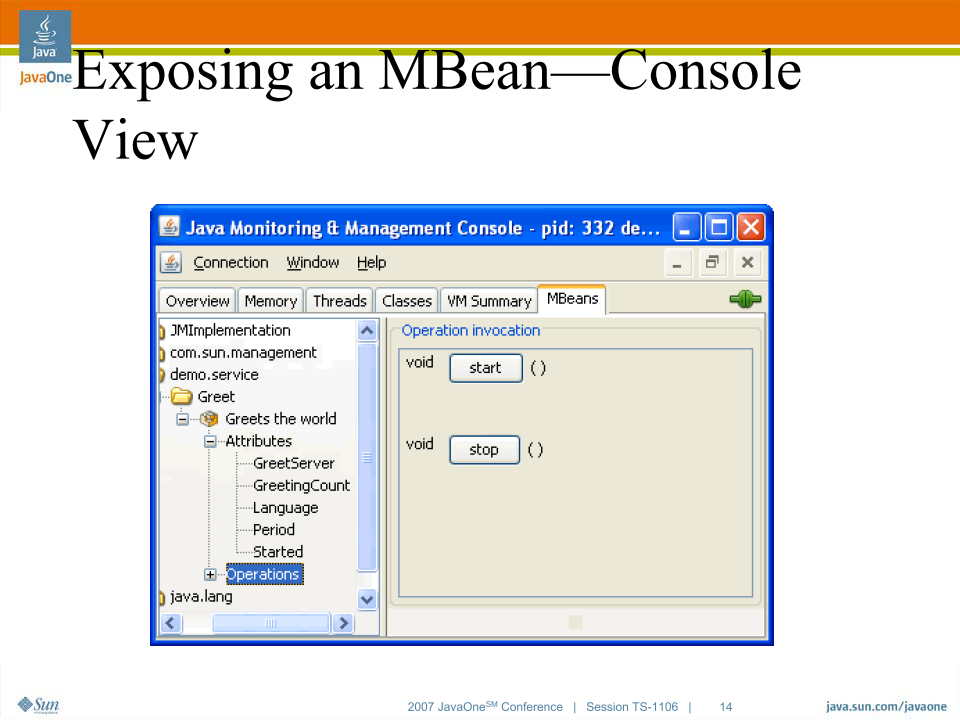 Java
JavaOne
Exposing an MBean—Console
View
Java Monitoring & Management Console - pid: 332 de...
Connection Window Help
Overview Memory Threads Classes VM Summary MBeans
JMImplementation
com.sun.management
demo.service
Greet
Greets the world
Attributes
GreetServer
GreetingCount
Language
Period
Started
Operations
java.lang
Operation invocation
void start ( )
void stop ( )
Sun
2007 JavaOneSM Conference | Session TS-1106 | 14
java.sun.com/javaone